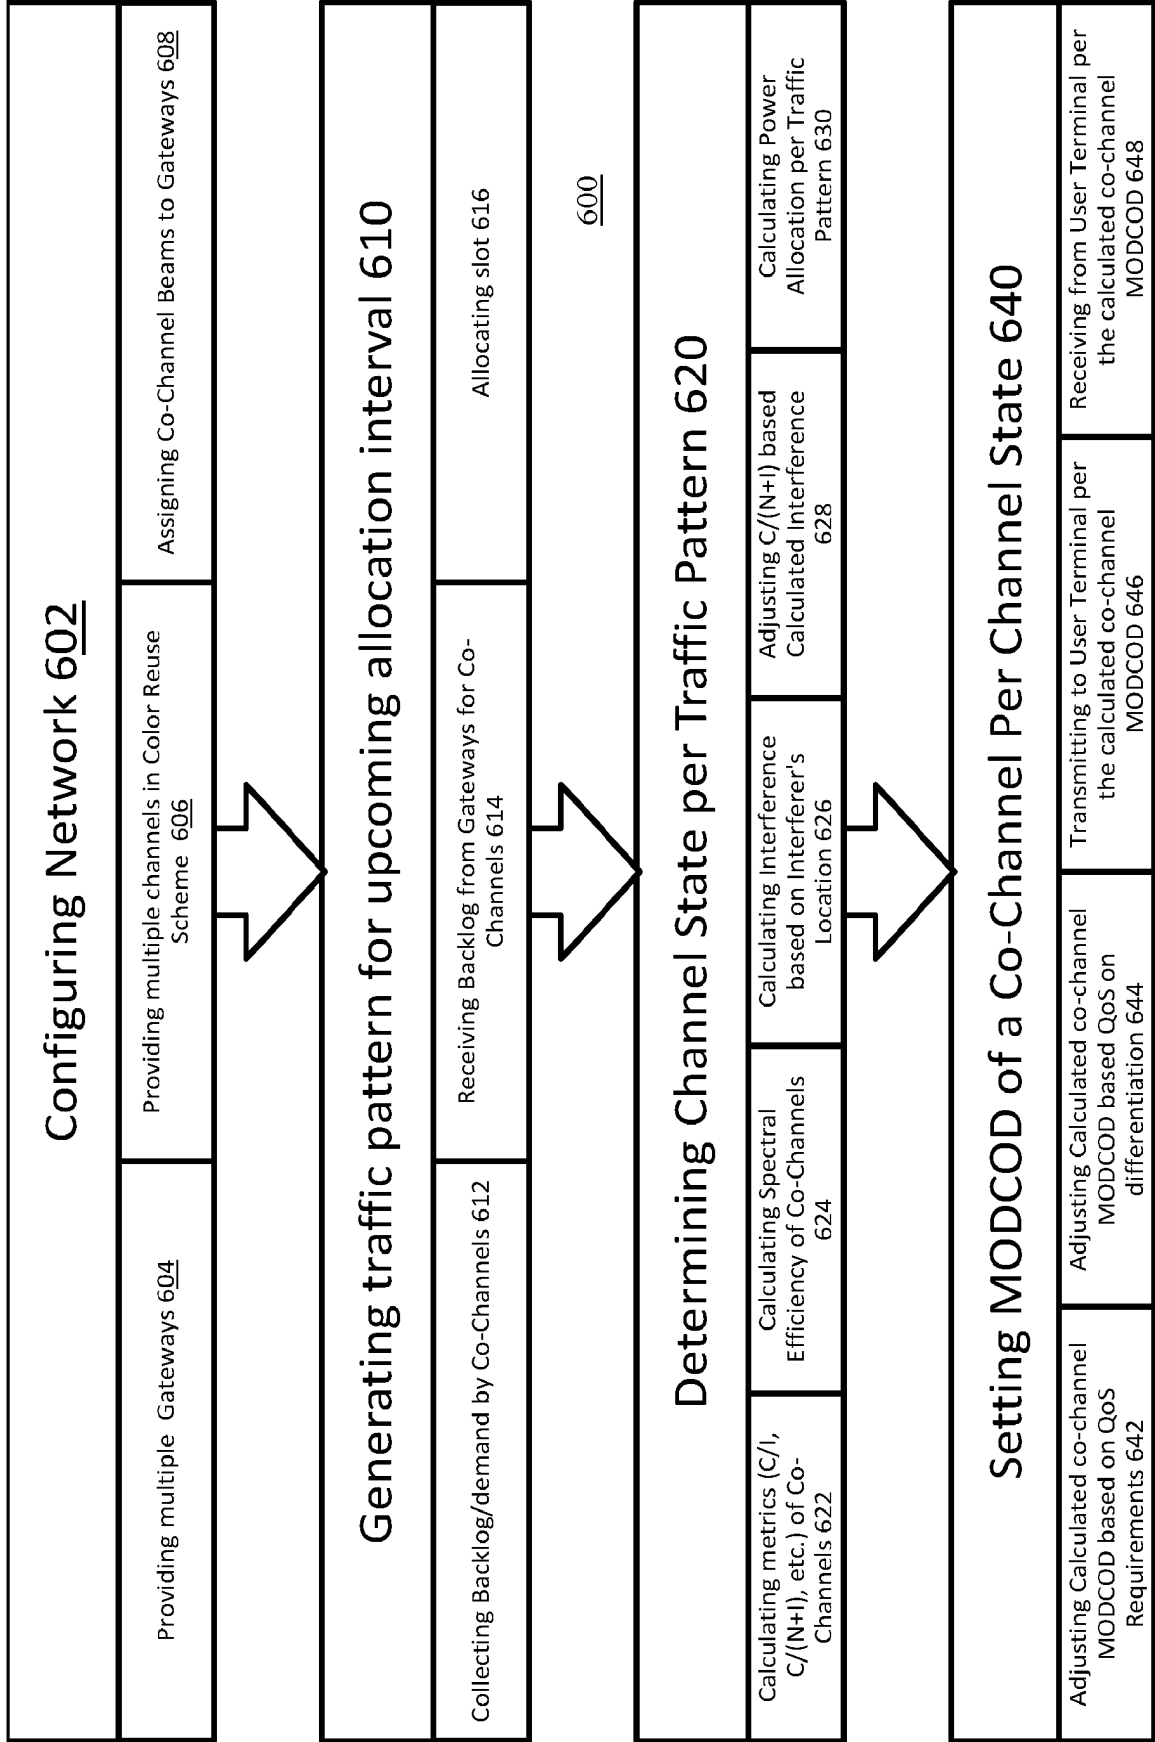 Configuring Network 602
Providing multiple Gateways 604
Providing multiple channels in Color Reuse
Scheme 606
Assigning Co-Channel Beams to Gateways 608
Generating traffic pattern for upcoming allocation interval 610
Collecting Backlog/demand by Co-Channels 612
Receiving Backlog from Gateways for Co-
Channels 614
Allocating slot 616
600
Determining Channel State per Traffic Pattern 620
Calculating metrics (C/I,
C/(N+I), etc.) of Co-
Channels 622
Calculating Spectral
Efficiency of Co-Channels
624
Calculating Interference
based on Interferer's
Location 626
Adjusting C/(N+I) based
Calculated Interference
628
Calculating Power
Allocation per Traffic
Pattern 630
Setting MODCOD of a Co-Channel Per Channel State 640
Adjusting Calculated co-channel
MODCOD based on QoS
Requirements 642
Adjusting Calculated co-channel
MODCOD based QoS on
differentiation 644
Transmitting to User Terminal per
the calculated co-channel
MODCOD 646
Receiving from User Terminal per
the calculated co-channel
MODCOD 648